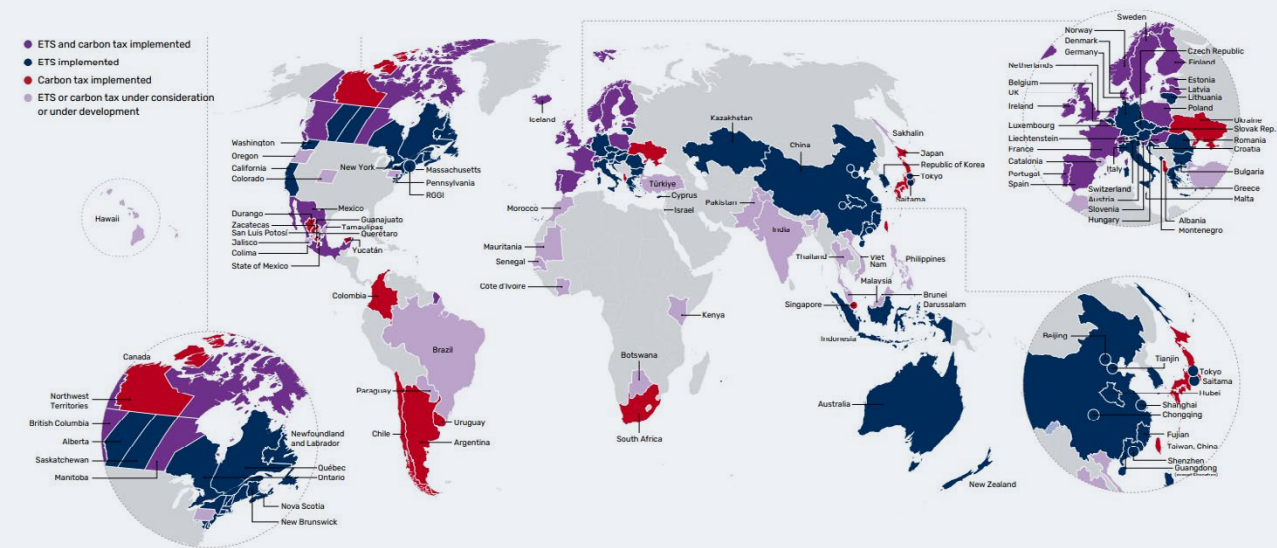 ETS and carbon tax implemented
ETS implemented
Carbon tax implemented
ETS or carbon tax under consideration
or under development
Hawaii
Washington
Oregon
California
Colorado
New York
Massachusetts
Pennsylvania
RGGI
Durango
Zacatecas
San Luis Potosí
Jalisco
Colima
State of Mexico
Mexico
Guanajuato
Tamaulipas
Querétaro
Yucatán
Colombia
Brazil
Paraguay
Uruguay
Chile
Argentina
Iceland
Morocco
Mauritania
Senegal
Côte d'Ivoire
Türkiye
Cyprus
Israel
Kenya
Botswana
South Africa
Kazakhstan
China
Sakhalin
Japan
Republic of Korea
Tokyo
Saitama
Pakistan
India
Thailand
Viet
Nam
Philippines
Malaysia
Brunei
Darussalam
Singapore
Indonesia
Australia
New Zealand
Canada
Northwest
Territories
British Columbia
Alberta
Saskatchewan
Manitoba
Newfoundland
and Labrador
Québec
Ontario
Nova Scotia
New Brunswick
Sweden
Norway
Denmark
Germany
Netherlands
Belgium
UK
Ireland
Luxembourg
Liechtenstein
France
Catalonia
Portugal
Spain
Czech Republic
Finland
Estonia
Latvia
Lithuania
Poland
Ukraine
Slovak Rep.
Romania
Croatia
Bulgaria
Italy
Switzerland
Austria
Slovenia
Hungary
Greece
Malta
Albania
Montenegro
Beijing
Tianjin
Tokyo
Saitama
Hubei
Shanghai
Chongqing
Fujian
Taiwan, China
Shenzhen
Guangdong